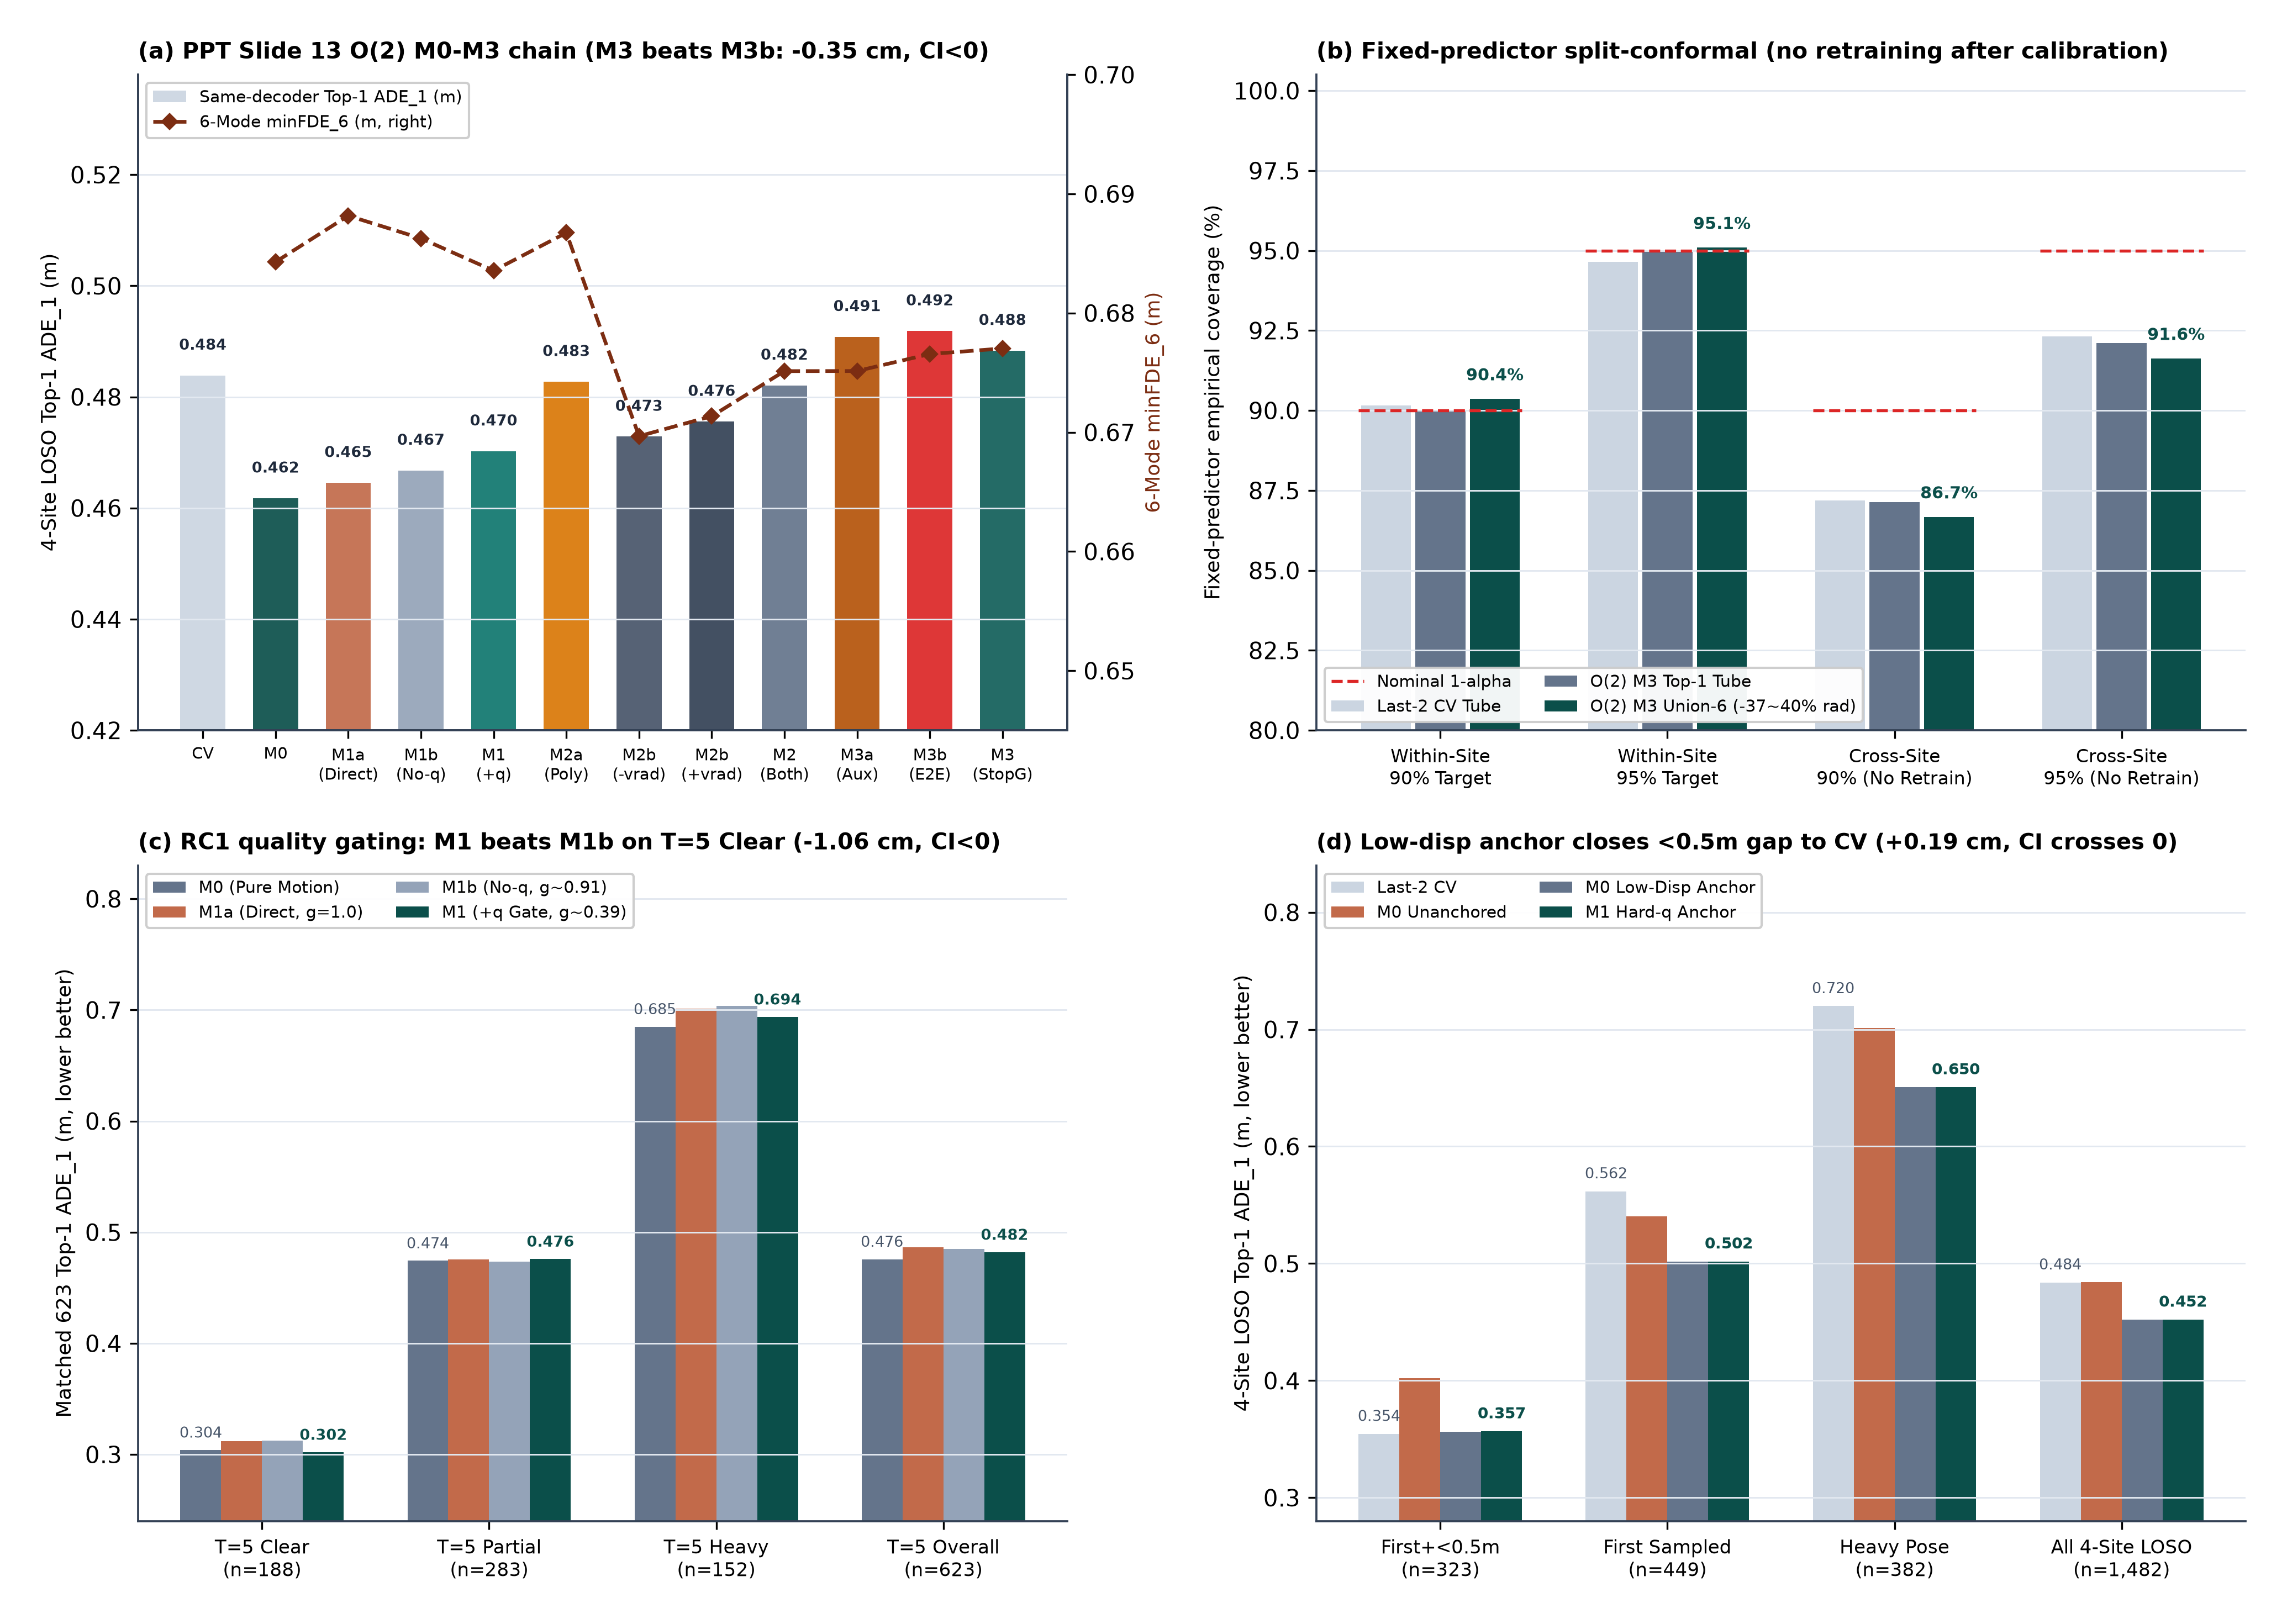 (a) PPT Slide 13 O(2) M0-M3 chain (M3 beats M3b: -0.35 cm, CI<0)
Same-decoder Top-1 ADE_1 (m)
6-Mode minFDE_6 (m, right)
4-Site LOSO Top-1 ADE_1 (m)
0.52
0.50
0.48
0.46
0.44
0.42
0.70
0.69
0.68
0.67
0.66
0.65
6-Mode minFDE_6 (m)
0.484
0.462
0.465
0.467
0.470
0.483
0.473
0.476
0.482
0.491
0.492
0.488
CV
M0
M1a
(Direct)
M1b
(No-q)
M1
(+q)
M2a
(Poly)
M2b
(-vrad)
M2b
(+vrad)
M2
(Both)
M3a
(Aux)
M3b
(E2E)
M3
(StopG)
(b) Fixed-predictor split-conformal (no retraining after calibration)
Fixed-predictor empirical coverage (%)
100.0
97.5
95.0
92.5
90.0
87.5
85.0
82.5
80.0
90.4%
95.1%
86.7%
91.6%
Nominal 1-alpha
Last-2 CV Tube
O(2) M3 Top-1 Tube
O(2) M3 Union-6 (-37~40% rad)
Within-Site
90% Target
Within-Site
95% Target
Cross-Site
90% (No Retrain)
Cross-Site
95% (No Retrain)
(c) RC1 quality gating: M1 beats M1b on T=5 Clear (-1.06 cm, CI<0)
M0 (Pure Motion)
M1a (Direct, g=1.0)
M1b (No-q, g~0.91)
M1 (+q Gate, g~0.39)
Matched 623 Top-1 ADE_1 (m, lower better)
0.8
0.7
0.6
0.5
0.4
0.3
0.304
0.302
0.474
0.476
0.685
0.694
0.476
0.482
T=5 Clear
(n=188)
T=5 Partial
(n=283)
T=5 Heavy
(n=152)
T=5 Overall
(n=623)
(d) Low-disp anchor closes <0.5m gap to CV (+0.19 cm, CI crosses 0)
Last-2 CV
M0 Unanchored
M0 Low-Disp Anchor
M1 Hard-q Anchor
4-Site LOSO Top-1 ADE_1 (m, lower better)
0.8
0.7
0.6
0.5
0.4
0.3
0.354
0.357
0.562
0.502
0.720
0.650
0.484
0.452
First+<0.5m
(n=323)
First Sampled
(n=449)
Heavy Pose
(n=382)
All 4-Site LOSO
(n=1,482)